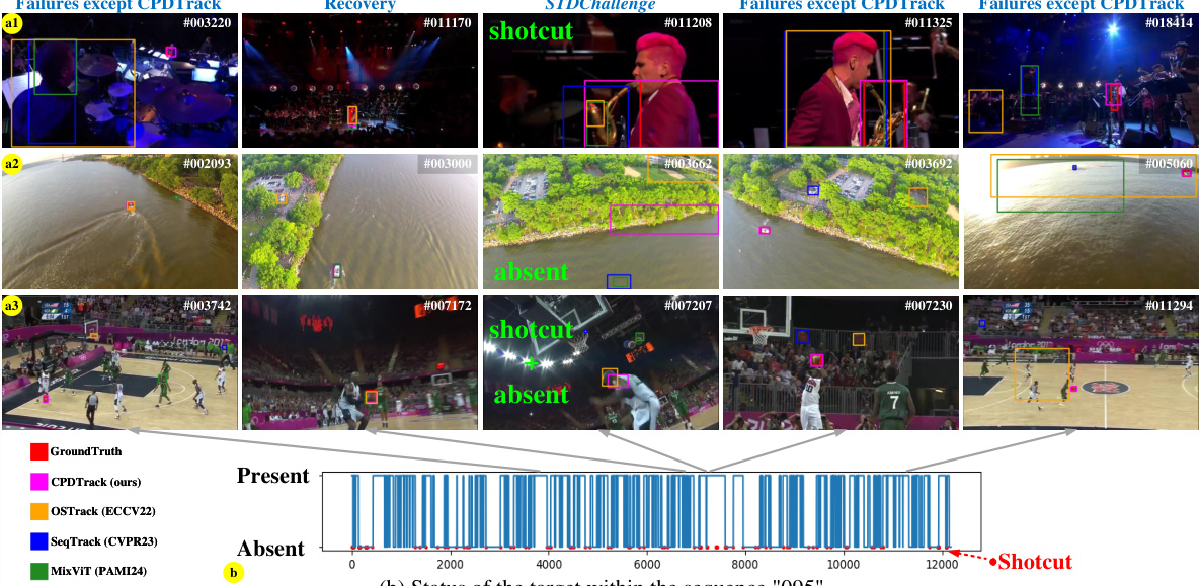 Failures except CPDTrack
Recovery
STDChallenge
Failures except CPDTrack
Failures except CPDTrack
a1
#003220
#011170
shotcut
#011208
#011325
#018414
a2
#002093
#003000
#003662
absent
#003692
#005060
a3
#003742
#007172
shotcut
#007207
absent
#007230
7
#011294
GroundTruth
CPDTrack (ours)
OSTrack (ECCV22)
SeqTrack (CVPR23)
MixViT (PAMI24)
Present
Absent
0
2000
4000
6000
8000
10000
12000
Shotcut
b
(b) Status of the target within the sequence "005"